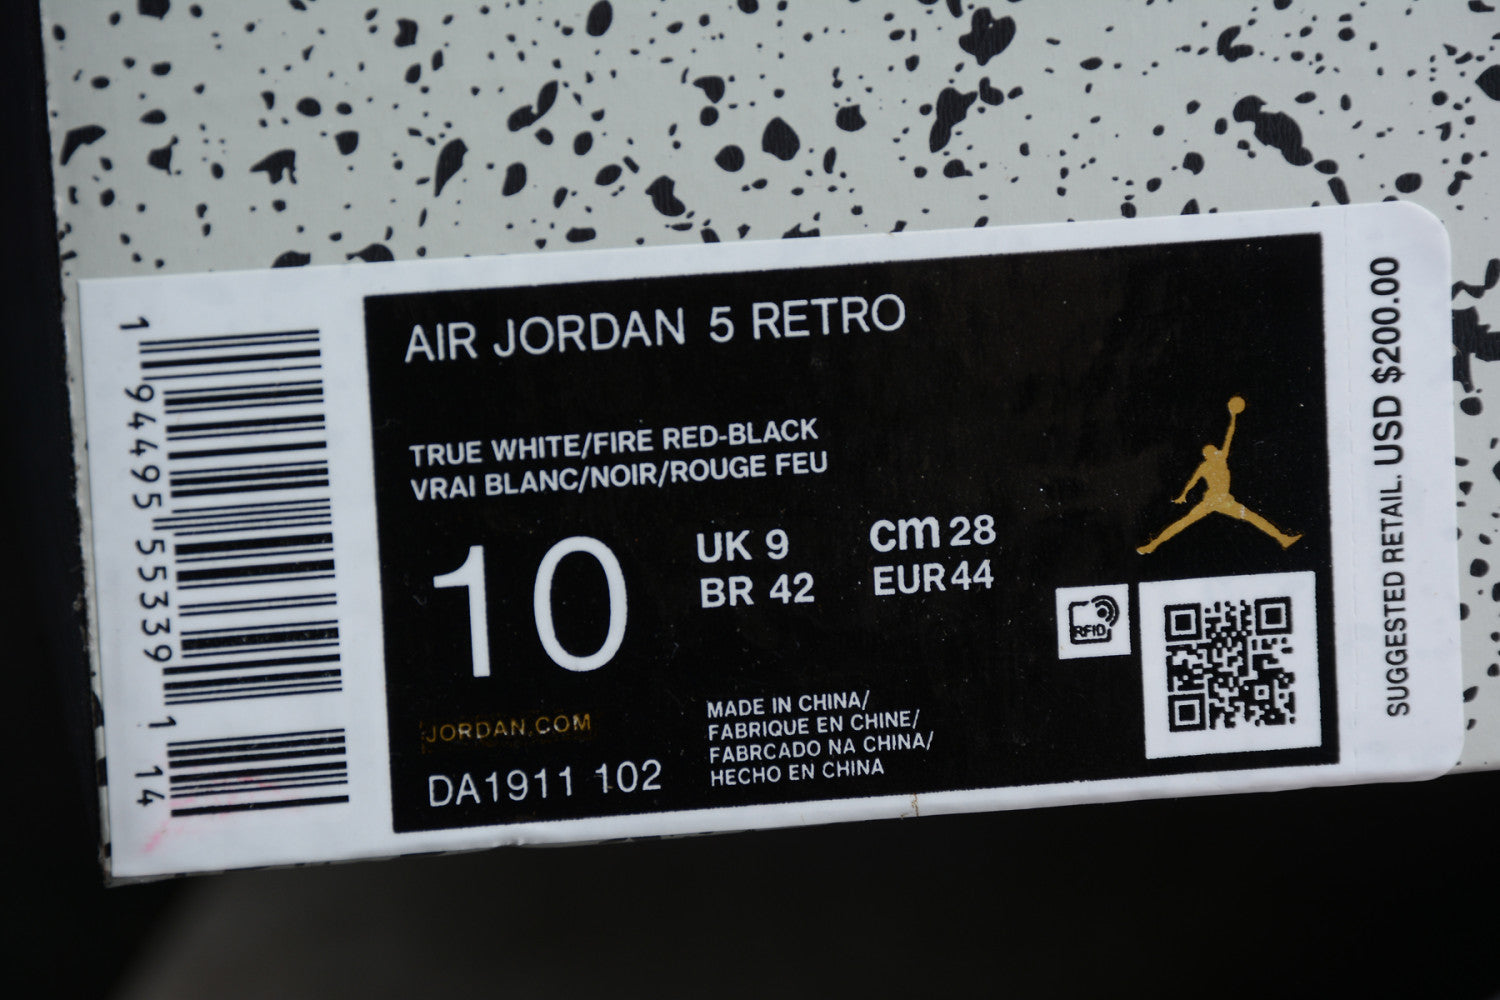 AIR JORDAN 5 RETRO
TRUE WHITE/FIRE RED-BLACK
VRAI BLANC/NOIR/ROUGE FEU
10
UK 9
cm 28
BR 42
EUR 44
JORDAN.COM
DA1911 102
MADE IN CHINA/
FABRIQUE EN CHINE/
FABRCADO NA CHINA/
HECHO EN CHINA
RFID
SUGGESTED RETAIL. USD $200.00
1 94495 55339 1 14